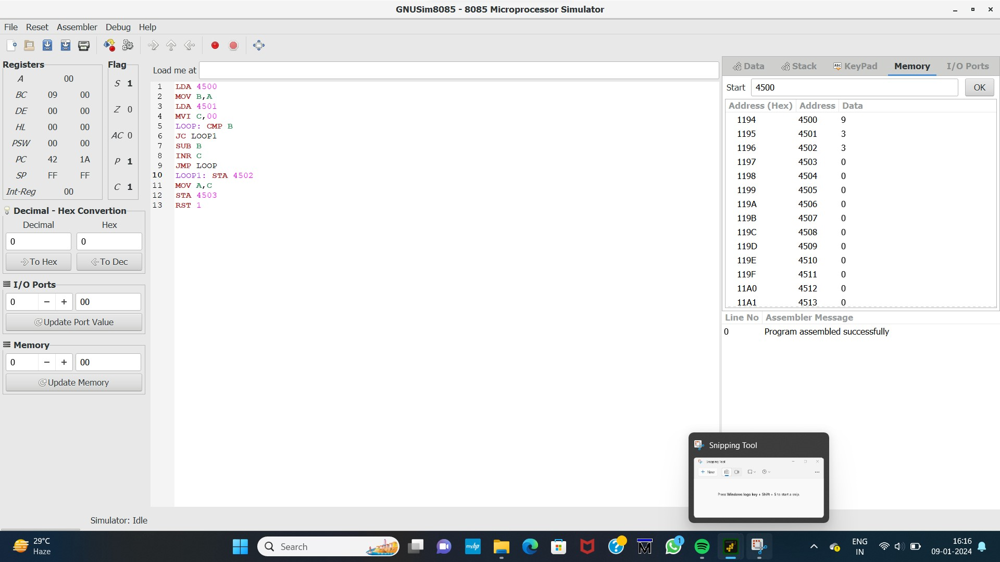 GNUSim8085 - 8085 Microprocessor Simulator
File Reset Assembler Debug Help
Registers
A 00
BC 09 00
DE 00 00
HL 00 00
PSW 00 00
PC 42 1A
SP FF FF
Int-Reg 00
Flag
S 1
Z 0
AC 0
P 1
C 1
Decimal - Hex Convertion
Decimal Hex
0 0
To Hex To Dec
I/O Ports
0 − + 00
Update Port Value
Memory
0 − + 00
Update Memory
Load me at
1 LDA 4500
2 MOV B,A
3 LDA 4501
4 MVI C,00
5 LOOP: CMP B
6 JC LOOP1
7 SUB B
8 INR C
9 JMP LOOP
10 LOOP1: STA 4502
11 MOV A,C
12 STA 4503
13 RST 1
Data Stack Abc KeyPad Memory I/O Ports
Start 4500 OK
Address (Hex) Address Data
1194 4500 9
1195 4501 3
1196 4502 3
1197 4503 0
1198 4504 0
1199 4505 0
119A 4506 0
119B 4507 0
119C 4508 0
119D 4509 0
119E 4510 0
119F 4511 0
11A0 4512 0
11A1 4513 0
Line No Assembler Message
0 Program assembled successfully
Snipping Tool
Snipping Tool
+ New
Press Windows logo key + Shift + S to start a snip.
Simulator: Idle
29°C
Haze
Search
myhp
1
ENG
IN
16:16
09-01-2024